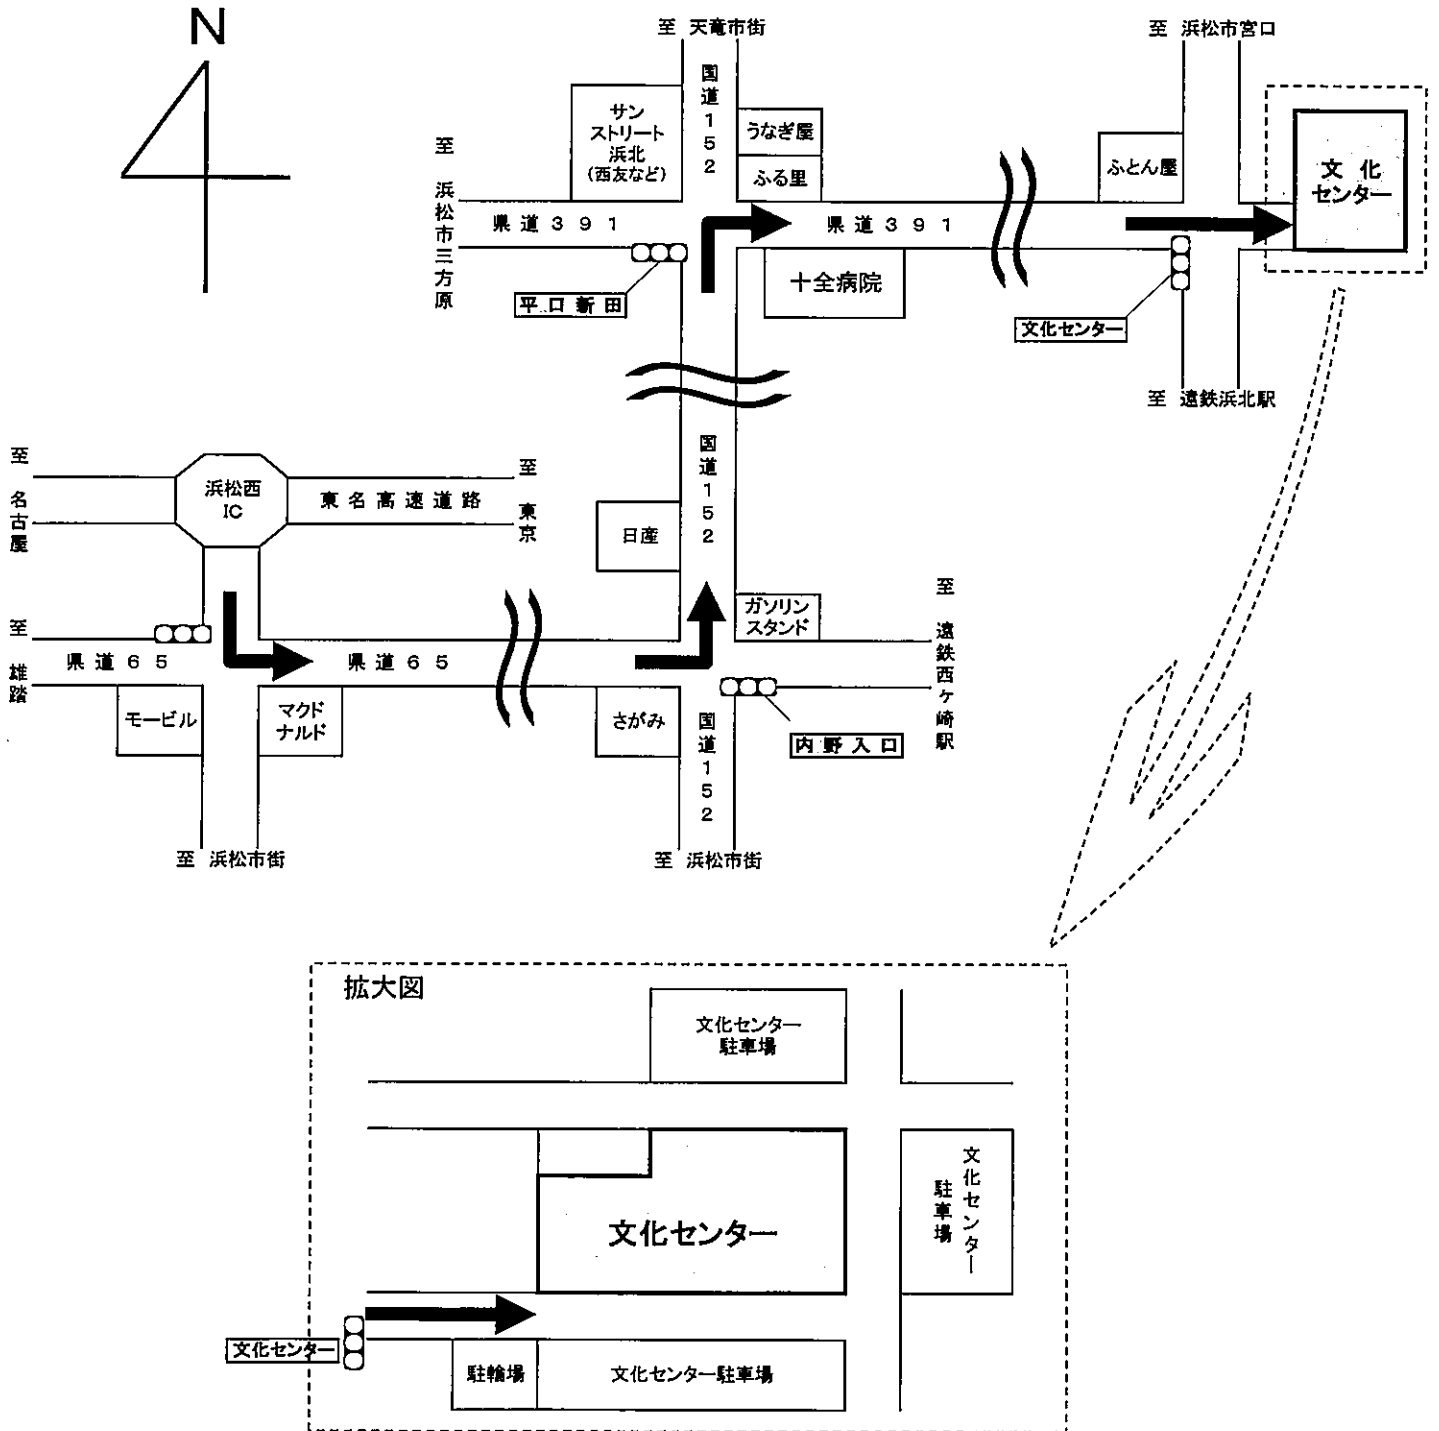 N
至 天竜市街
至 浜松市宮口
国道152
サン
ストリート
浜北
(西友など)
うなぎ屋
ふる里
ふとん屋
文化
センター
至 浜松市三方原
県道391
県道391
平口新田
十全病院
文化センター
至 遠鉄浜北駅
至 名古屋
浜松西
IC
東名高速道路
至 東京
国道152
日産
ガソリン
スタンド
至 遠鉄西ヶ崎駅
至 雄踏
県道65
県道65
モービル
マクド
ナルド
さがみ
国道152
内野入口
至 浜松市街
至 浜松市街
拡大図
文化センター
駐車場
文化センター
駐車場
文化センター
文化センター
駐輪場
文化センター駐車場